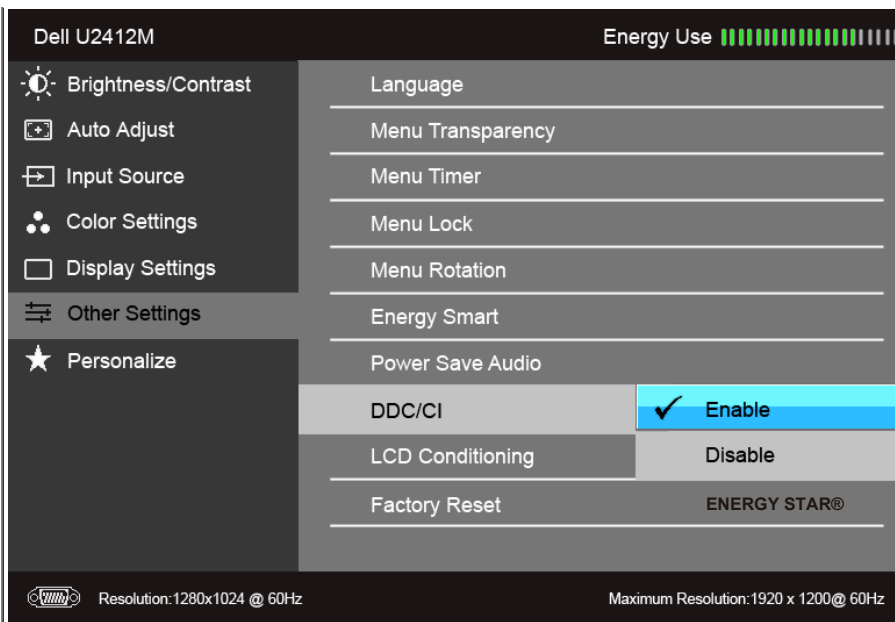 Dell U2412M
Energy Use
Brightness/Contrast
Auto Adjust
Input Source
Color Settings
Display Settings
Other Settings
Personalize
Language
Menu Transparency
Menu Timer
Menu Lock
Menu Rotation
Energy Smart
Power Save Audio
DDC/CI
Enable
LCD Conditioning
Disable
Factory Reset
ENERGY STAR®
Resolution:1280x1024 @ 60Hz
Maximum Resolution:1920 x 1200@ 60Hz